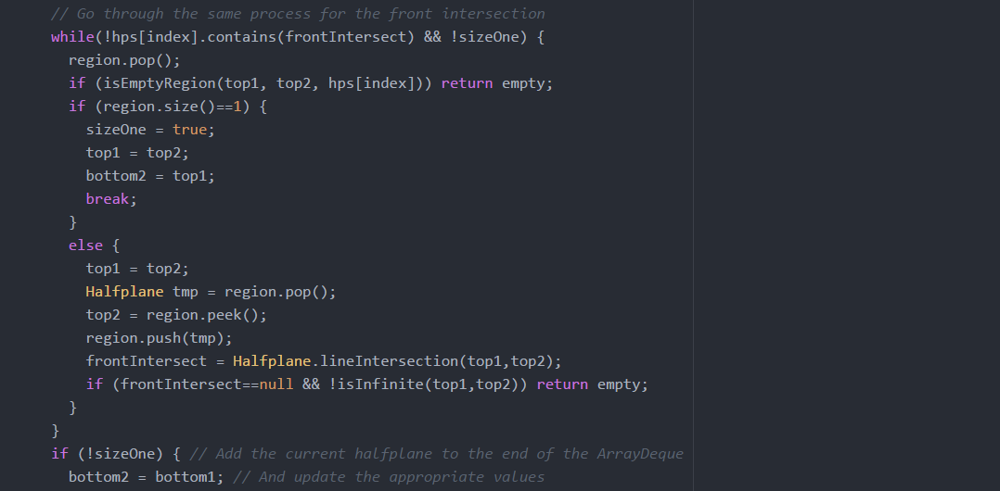 // Go through the same process for the front intersection
while(!hps[index].contains(frontIntersect) && !sizeOne) {
region.pop();
if (isEmptyRegion(top1, top2, hps[index])) return empty;
if (region.size()==1) {
sizeOne = true;
top1 = top2;
bottom2 = top1;
break;
}
else {
top1 = top2;
Halfplane tmp = region.pop();
top2 = region.peek();
region.push(tmp);
frontIntersect = Halfplane.lineIntersection(top1,top2);
if (frontIntersect==null && !isInfinite(top1,top2)) return empty;
}
}
if (!sizeOne) { // Add the current halfplane to the end of the ArrayDeque
bottom2 = bottom1; // And update the appropriate values